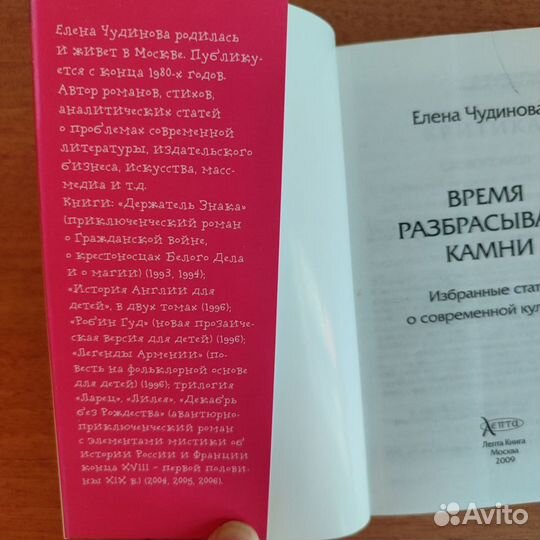 Елена Чудинова родилась
и живет в Москве. Публику-
ется с конца 1980-х годов.
Автор романов, стихов,
аналитических статей
о проблемах современной
литературы, издательского
бизнеса, искусства, масс-
медиа и т.д.
Книги: «Держатель Знака»
(приключенческий роман
о Гражданской войне,
о крестоносцах Белого Дела
и о магии) (1993, 1994);
«История Англии для
детей», в двух томах (1996);
«Робин Гуд» (новая прозаиче-
ская версия для детей) (1996);
«Легенды Армении» (по-
весть на фольклорной основе
для детей) (1996); трилогия
«Ларец», «Лилея», «Декабрь
без Рождества» (авантюрно-
приключенческий роман
с элементами мистики об
истории России и Франции
конца XVIII – первой полови-
ны XIX в.) (2004, 2005, 2006).
Елена Чудинова
ВРЕМЯ
РАЗБРАСЫВА
КАМНИ
Избранные стат
о современной кул
Лепта
Лепта Книга
Москва
2009
Avito